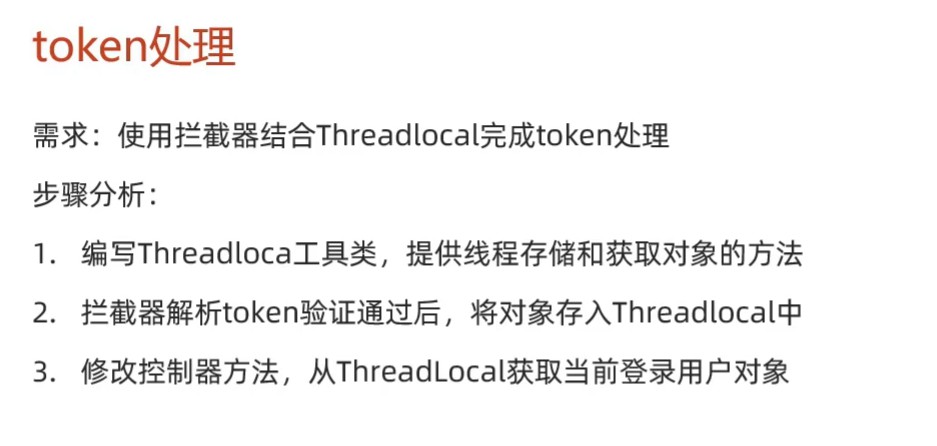 token处理
需求：使用拦截器结合Threadlocal完成token处理
步骤分析：
1. 编写Threadloca工具类，提供线程存储和获取对象的方法
2. 拦截器解析token验证通过后，将对象存入Threadlocal中
3. 修改控制器方法，从ThreadLocal获取当前登录用户对象